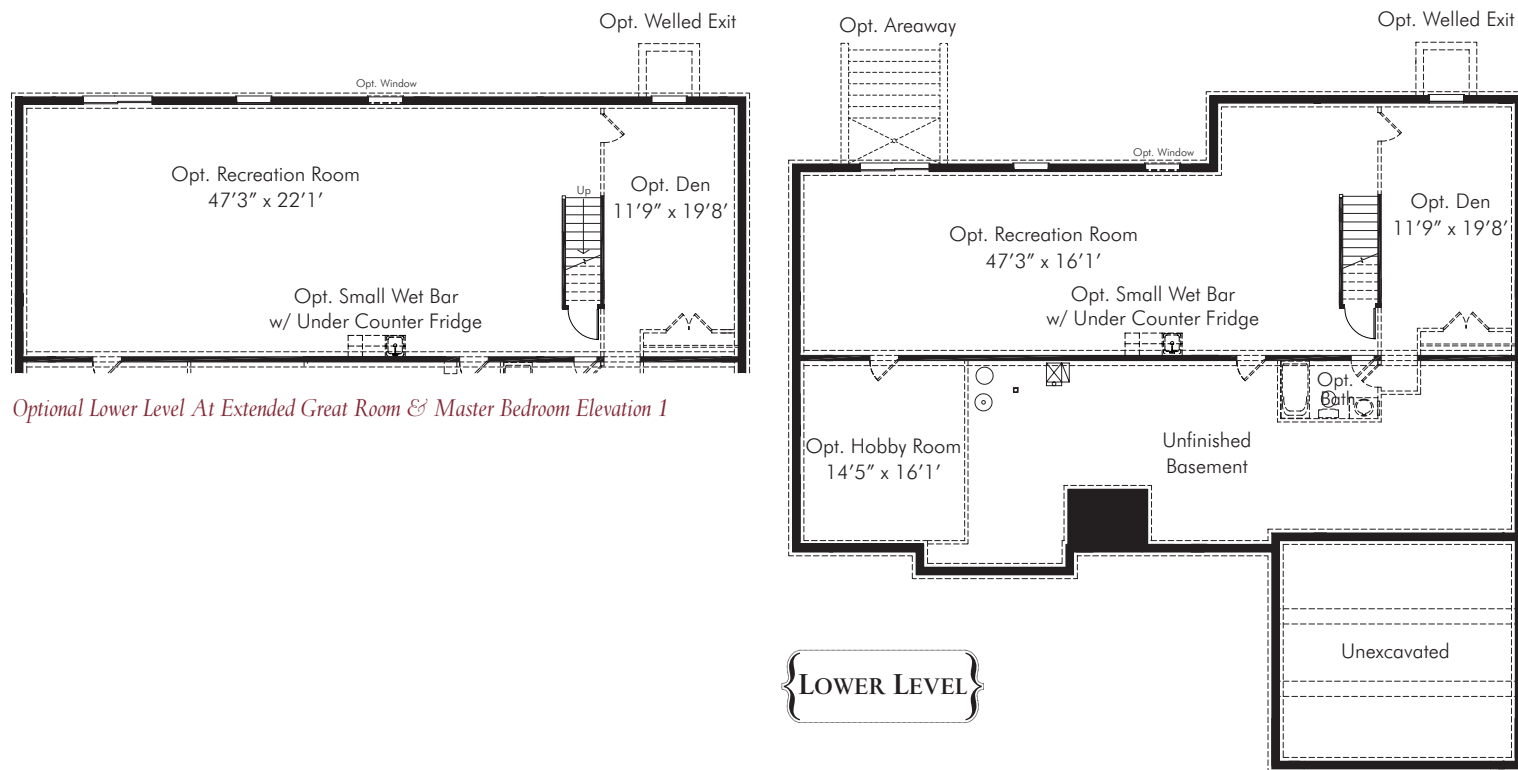 Opt. Welled Exit
Opt. Window
Opt. Recreation Room
47'3” x 22'1’
Up
Opt. Den
11'9” x 19'8’
Opt. Small Wet Bar
w/ Under Counter Fridge
Optional Lower Level At Extended Great Room & Master Bedroom Elevation 1
Opt. Areaway
Opt. Welled Exit
Opt. Window
Opt. Recreation Room
47'3” x 16'1’
Opt. Den
11'9” x 19'8’
Opt. Small Wet Bar
w/ Under Counter Fridge
Opt.
Bath
Opt. Hobby Room
14'5” x 16'1’
Unfinished
Basement
Unexcavated
LOWER LEVEL